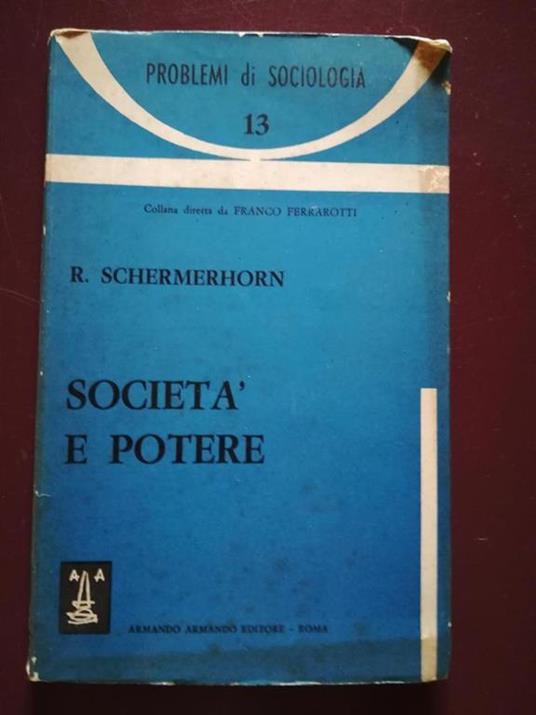 PROBLEMI di SOCIOLOGIA
13
Collana diretta da FRANCO FERRAROTTI
R. SCHERMERHORN
SOCIETA'
E POTERE
A A
ARMANDO ARMANDO EDITORE - ROMA